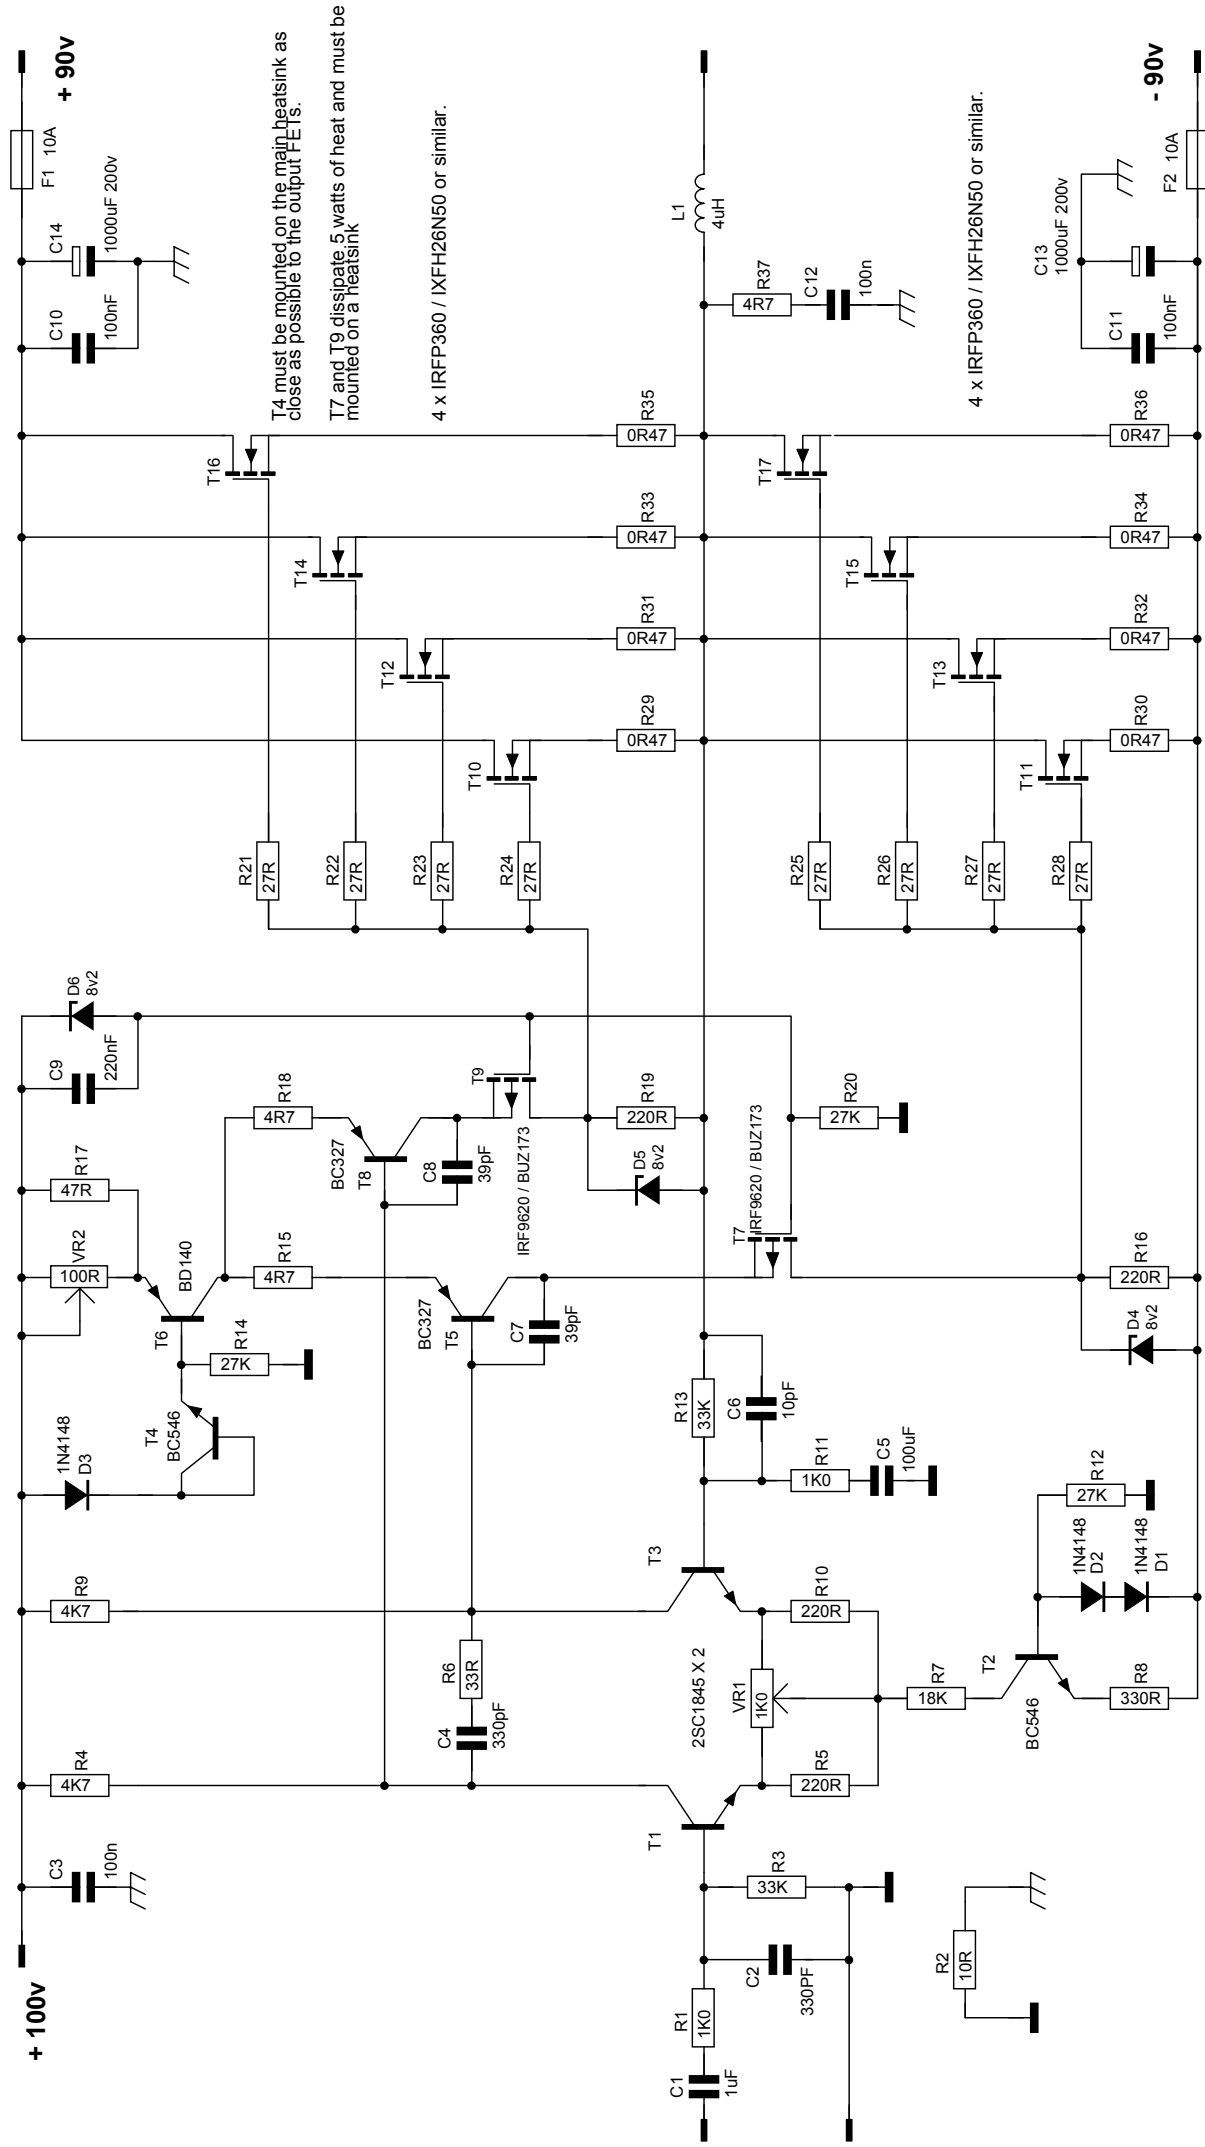 + 100v
C3
100n
R4
4K7
R9
4K7
1N4148
D3
T4
BC546
R14
27K
T6
BD140
VR2
100R
R17
47R
C9
220nF
D6
8v2
R15
4R7
R18
4R7
BC327
T5
BC327
T8
C7
39pF
C8
39pF
T9
IRF9620 / BUZ173
T7
IRF9620 / BUZ173
D5
8v2
R19
220R
R20
27K
R16
220R
D4
8v2
C4
330pF
R6
33R
T1
T3
2SC1845 X 2
VR1
1K0
R5
220R
R10
220R
R7
18K
T2
BC546
R8
330R
1N4148
D2
1N4148
D1
R12
27K
R13
33K
C6
10pF
R11
1K0
C5
100uF
C1
1uF
R1
1K0
C2
330PF
R3
33K
R2
10R
R21
27R
R22
27R
R23
27R
R24
27R
R25
27R
R26
27R
R27
27R
R28
27R
T10
T12
T14
T16
T11
T13
T15
T17
R29
0R47
R31
0R47
R33
0R47
R35
0R47
R30
0R47
R32
0R47
R34
0R47
R36
0R47
C10
100nF
C14
1000uF 200v
F1 10A
+ 90v
T4 must be mounted on the main heatsink as
close as possible to the output FETs.
T7 and T9 dissipate 5 watts of heat and must be
mounted on a heatsink
4 x IRFP360 / IXFH26N50 or similar.
L1
4uH
R37
4R7
C12
100n
4 x IRFP360 / IXFH26N50 or similar.
C11
100nF
C13
1000uF 200v
F2 10A
- 90v